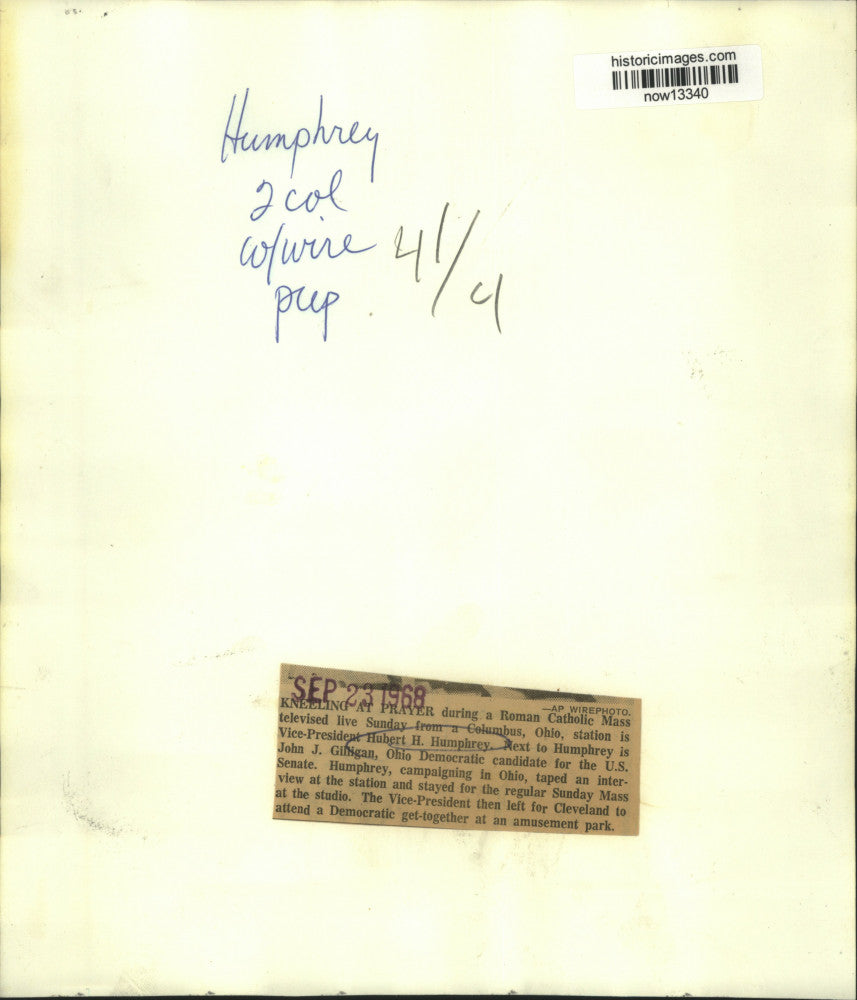 historicimages.com
now13340
Humphrey
2 col
w/wire
prep
4 1/4
SEP 23 1968
—AP WIREPHOTO.
KNEELING AT PRAYER during a Roman Catholic Mass
televised live Sunday from a Columbus, Ohio, station is
Vice-President Hubert H. Humphrey. Next to Humphrey is
John J. Gilligan, Ohio Democratic candidate for the U.S.
Senate. Humphrey, campaigning in Ohio, taped an inter-
view at the station and stayed for the regular Sunday Mass
at the studio. The Vice-President then left for Cleveland to
attend a Democratic get-together at an amusement park.